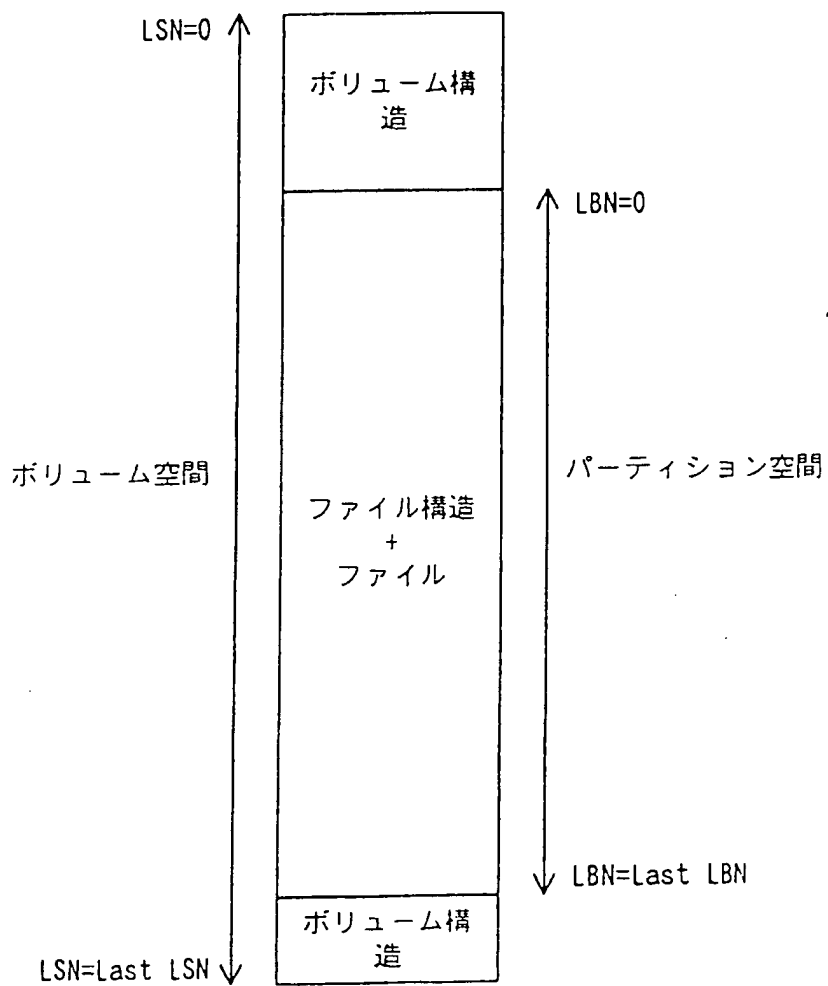 LSN=0
ボリューム構
造
LBN=0
ボリューム空間
パーティション空間
ファイル構造
+
ファイル
LBN=Last LBN
ボリューム構
造
LSN=Last LSN